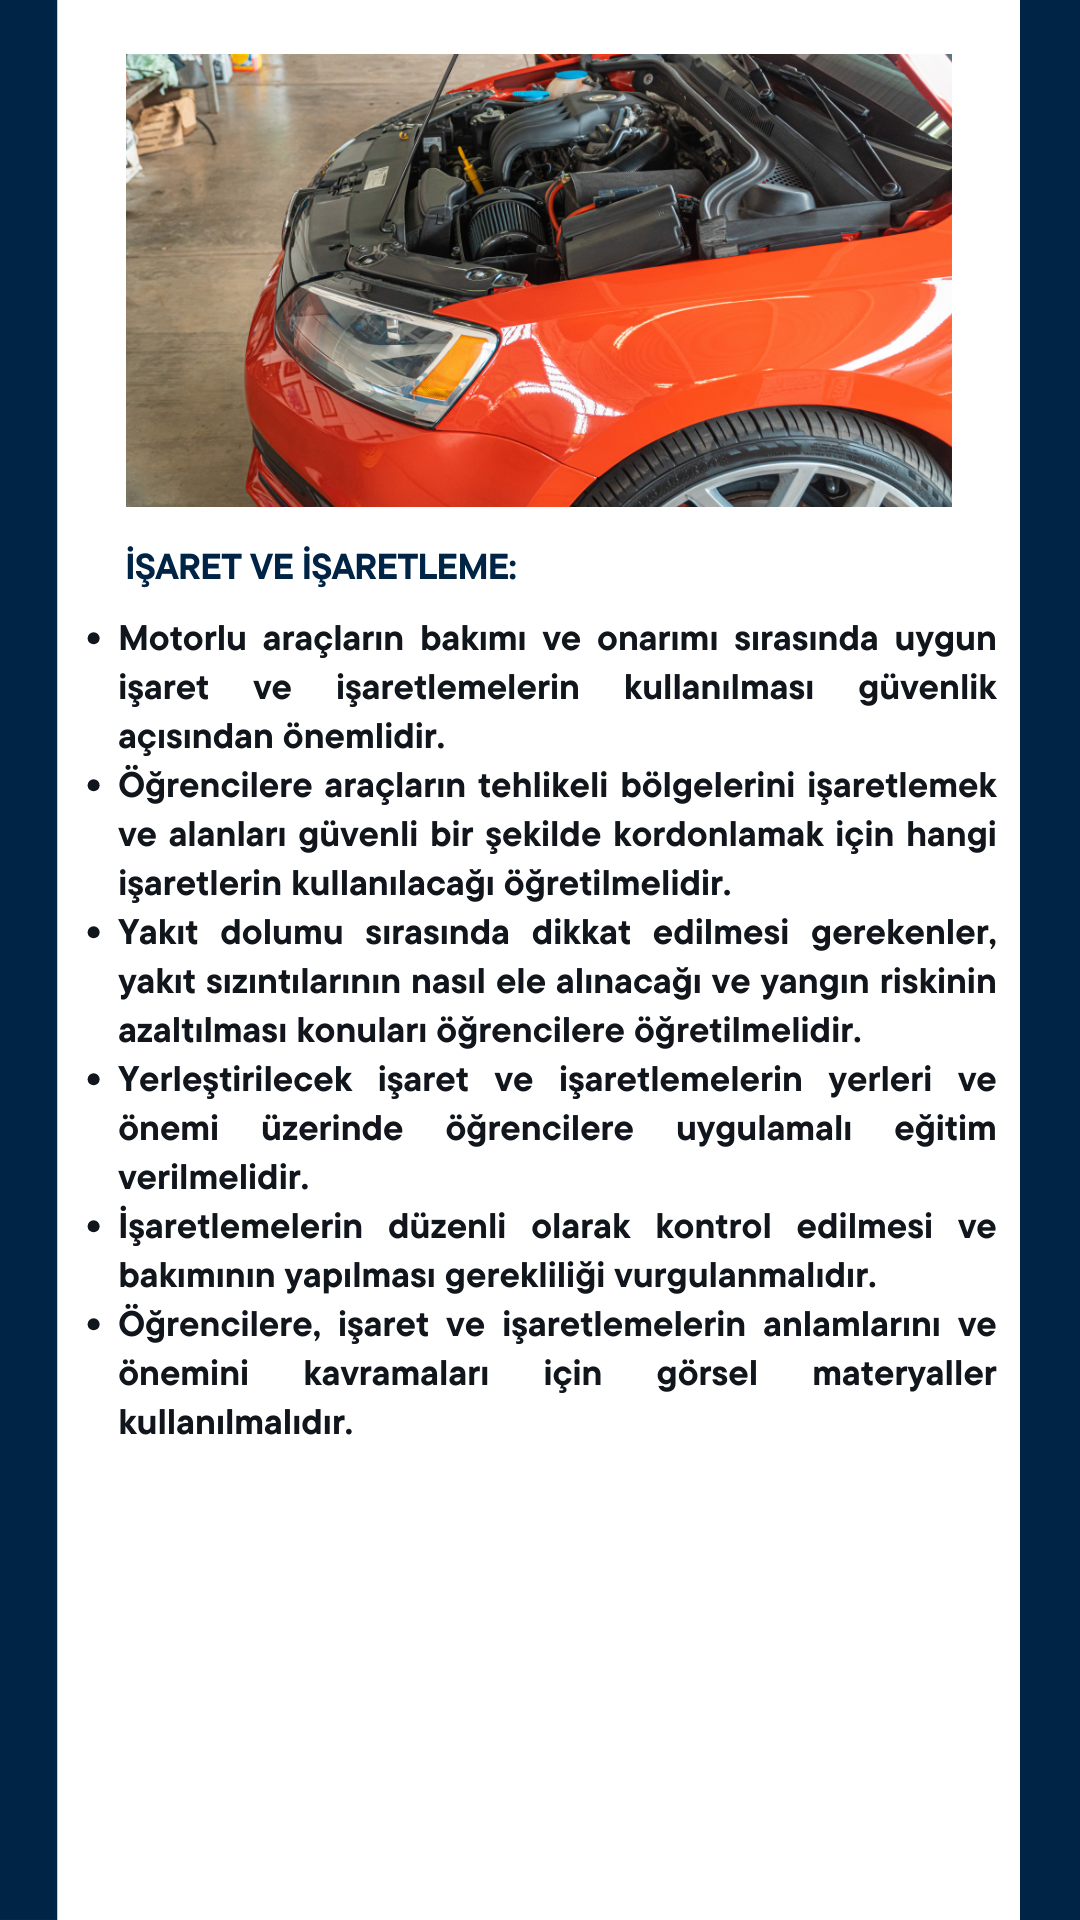 İŞARET VE İŞARETLEME:
• Motorlu araçların bakımı ve onarımı sırasında uygun
işaret ve işaretlemelerin kullanılması güvenlik
açısından önemlidir.
• Öğrencilere araçların tehlikeli bölgelerini işaretlemek
ve alanları güvenli bir şekilde kordonlamak için hangi
işaretlerin kullanılacağı öğretilmelidir.
• Yakıt dolumu sırasında dikkat edilmesi gerekenler,
yakıt sızıntılarının nasıl ele alınacağı ve yangın riskinin
azaltılması konuları öğrencilere öğretilmelidir.
• Yerleştirilecek işaret ve işaretlemelerin yerleri ve
önemi üzerinde öğrencilere uygulamalı eğitim
verilmelidir.
• İşaretlemelerin düzenli olarak kontrol edilmesi ve
bakımının yapılması gerekliliği vurgulanmalıdır.
• Öğrencilere, işaret ve işaretlemelerin anlamlarını ve
önemini kavramaları için görsel materyaller
kullanılmalıdır.